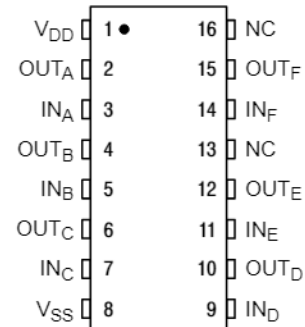 VDD 1 16 NC
OUTA 2 15 OUTF
INA 3 14 INF
OUTB 4 13 NC
INB 5 12 OUTE
OUTC 6 11 INE
INC 7 10 OUTD
VSS 8 9 IND